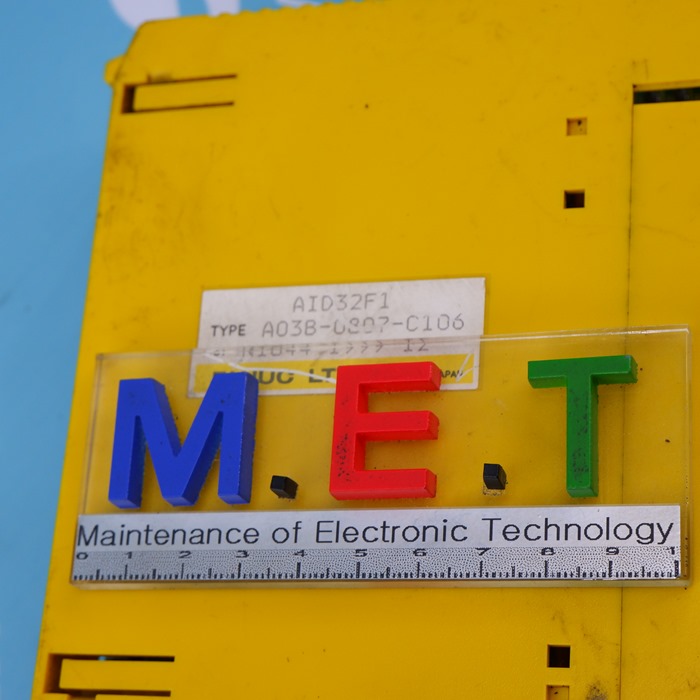 AID32F1
TYPE A03B-0807-C106
M.E.T
Maintenance of Electronic Technology
0 1 2 3 4 5 6 7 8 9 1